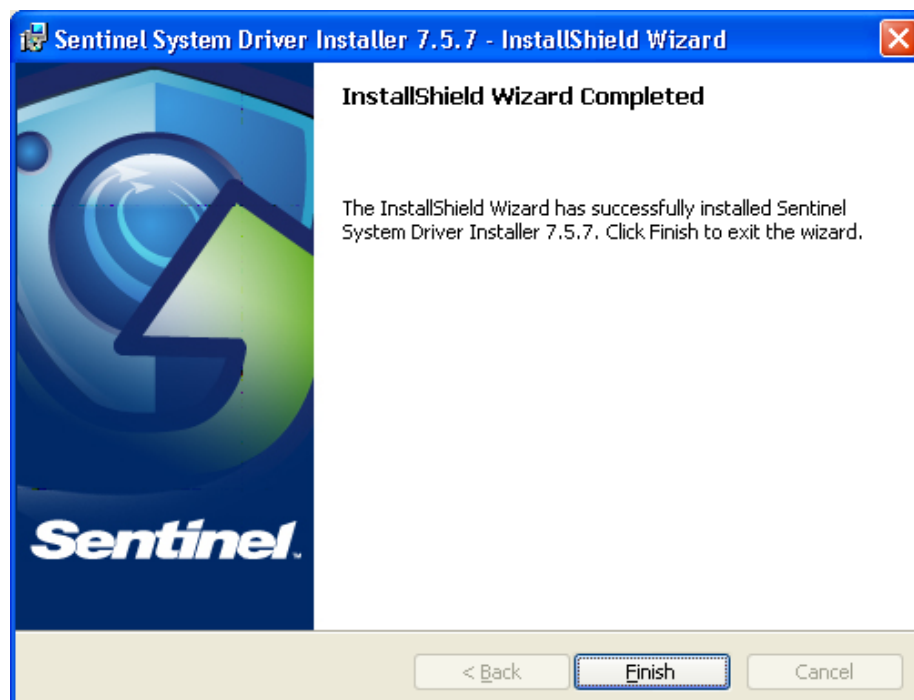 Sentinel System Driver Installer 7.5.7 - InstallShield Wizard
InstallShield Wizard Completed
The InstallShield Wizard has successfully installed Sentinel
System Driver Installer 7.5.7. Click Finish to exit the wizard.
Sentinel™
< Back
Finish
Cancel